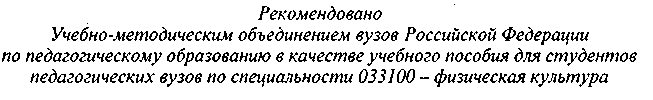 Рекомендовано
Учебно-методическим объединением вузов Российской Федерации
по педагогическому образованию в качестве учебного пособия для студентов
педагогических вузов по специальности 033100 – физическая культура